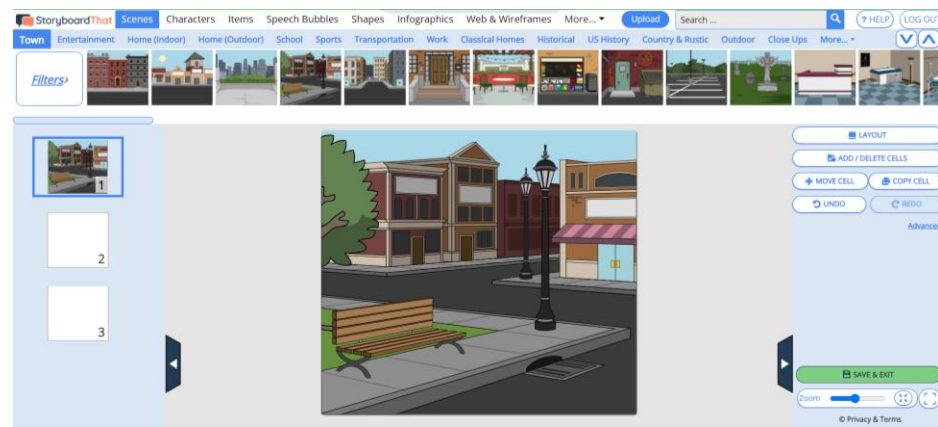 StoryboardThat Scenes Characters Items Speech Bubbles Shapes Infographics Web & Wireframes More... Upload Search ... ? HELP LOG OUT
Town Entertainment Home (Indoor) Home (Outdoor) School Sports Transportation Work Classical Homes Historical US History Country & Rustic Outdoor Close Ups More...
Filters›
LAYOUT
ADD / DELETE CELLS
1
MOVE CELL COPY CELL
UNDO REDO
Advance
2
3
SAVE & EXIT
Zoom
© Privacy & Terms